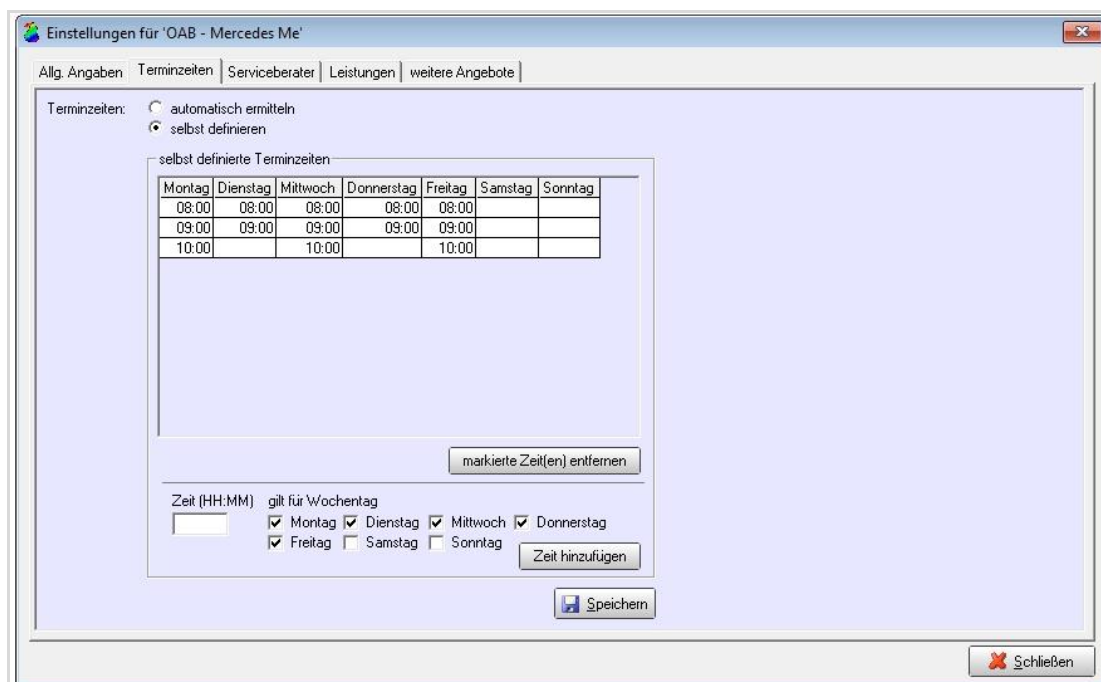 Einstellungen für 'OAB - Mercedes Me'
Allg. Angaben Terminzeiten Serviceberater Leistungen weitere Angebote
Terminzeiten: automatisch ermitteln
selbst definieren
selbst definierte Terminzeiten
Montag Dienstag Mittwoch Donnerstag Freitag Samstag Sonntag
08:00 08:00 08:00 08:00 08:00
09:00 09:00 09:00 09:00 09:00
10:00 10:00 10:00
markierte Zeit(en) entfernen
Zeit (HH:MM) gilt für Wochentag
Montag Dienstag Mittwoch Donnerstag
Freitag Samstag Sonntag
Zeit hinzufügen
Speichern
Schließen